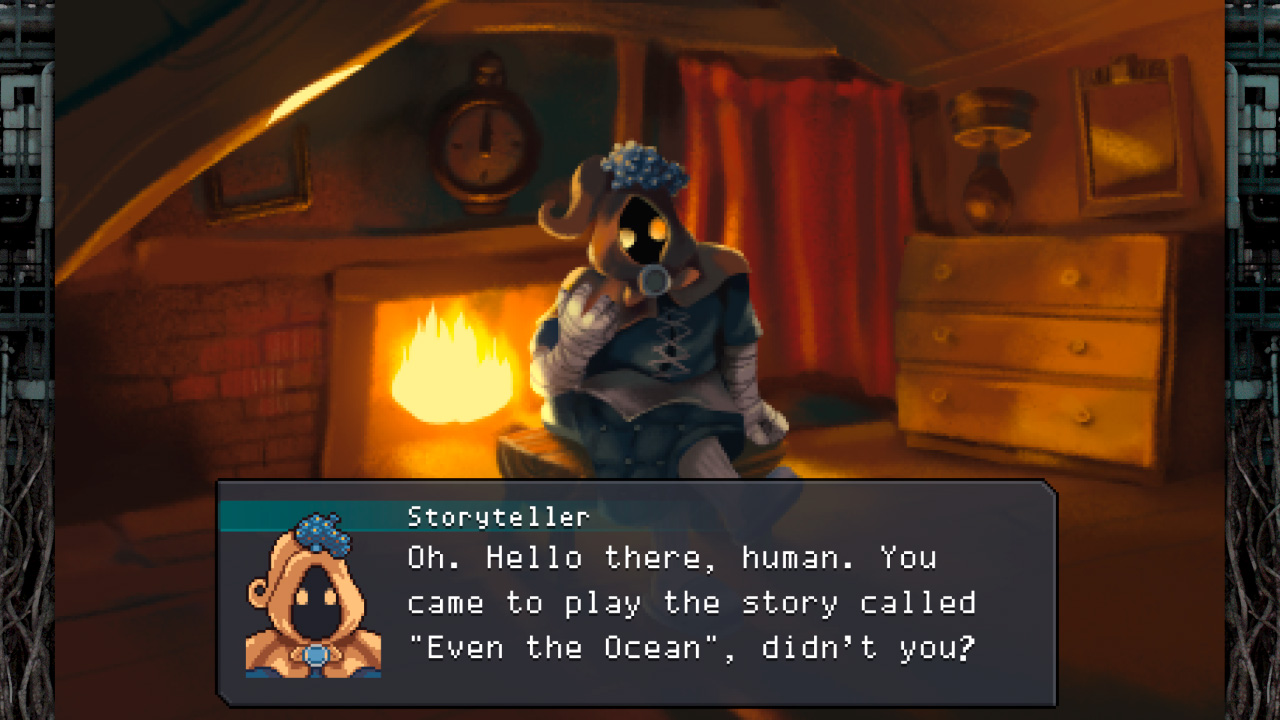 Storyteller
Oh. Hello there, human. You
came to play the story called
"Even the Ocean", didn't you?